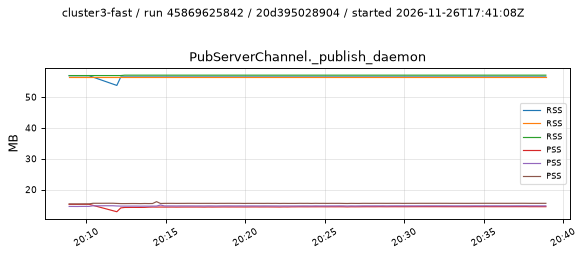 cluster3-fast / run 45869625842 / 20d395028904 / started 2026-11-26T17:41:08Z
PubServerChannel._publish_daemon
MB
50
40
30
20
RSS
RSS
RSS
PSS
PSS
PSS
20:10
20:15
20:20
20:25
20:30
20:35
20:40